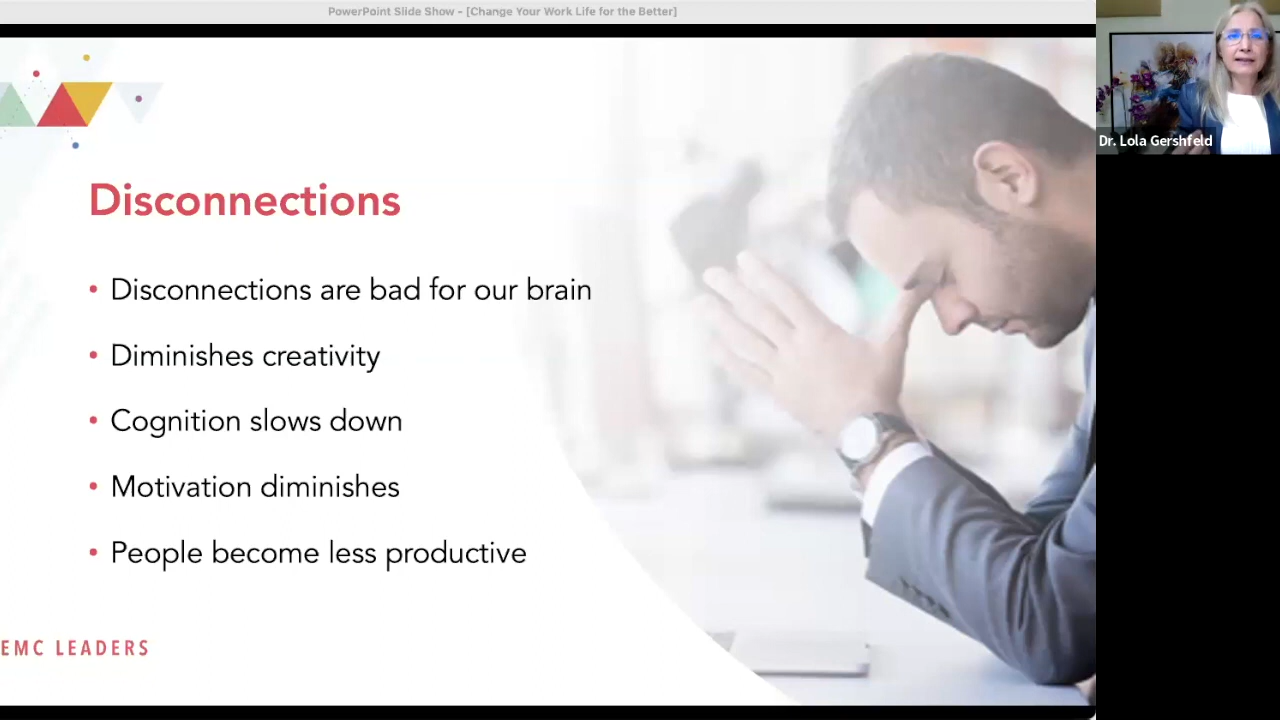 PowerPoint Slide Show - [Change Your Work Life for the Better]
Dr. Lola Gershfeld
Disconnections
• Disconnections are bad for our brain
• Diminishes creativity
• Cognition slows down
• Motivation diminishes
• People become less productive
EMC LEADERS